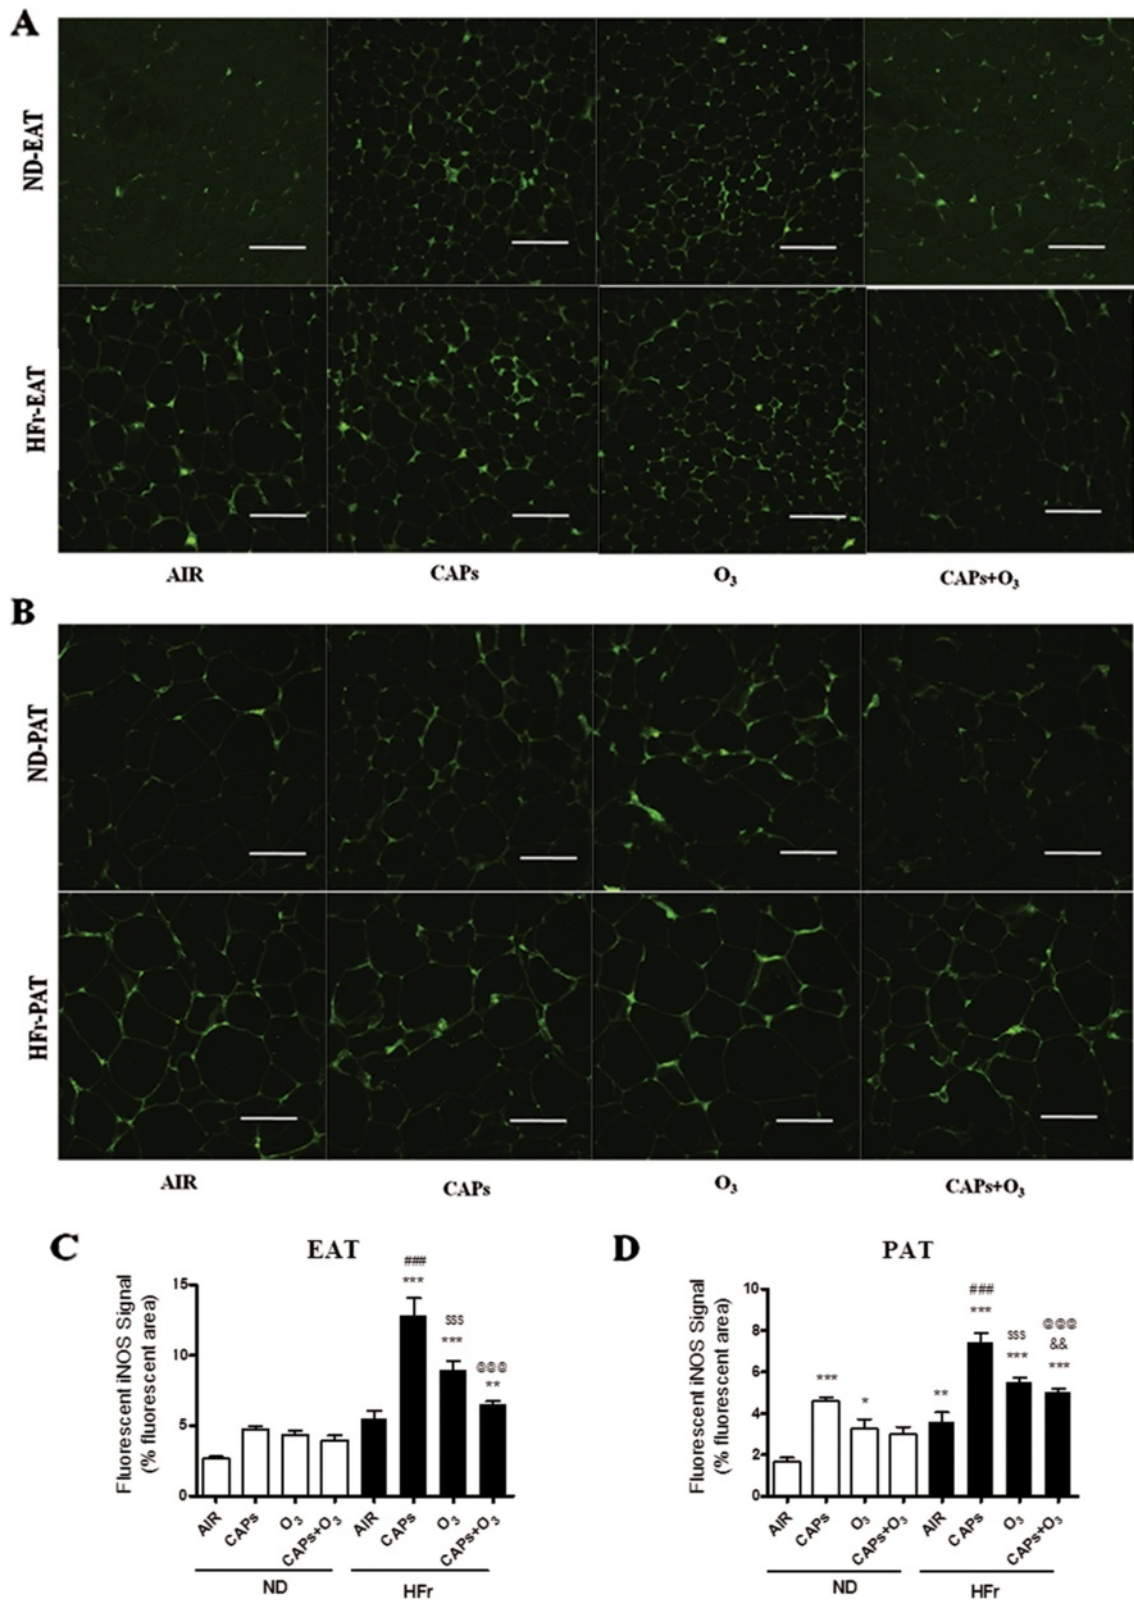 A
ND-EAT
HFr-EAT
AIR CAPs O₃ CAPs+O₃
B
ND-PAT
HFr-PAT
AIR CAPs O₃ CAPs+O₃
C EAT
Fluorescent iNOS Signal
(% fluorescent area)
15
10
5
0
###
***
$$$
***
@@@
**
AIR CAPs O₃ CAPs+O₃ AIR CAPs O₃ CAPs+O₃
ND HFr
D PAT
Fluorescent iNOS Signal
(% fluorescent area)
10
8
6
4
2
0
***
*
**
###
***
$$$
***
@@@
&&
***
AIR CAPs O₃ CAPs+O₃ AIR CAPs O₃ CAPs+O₃
ND HFr